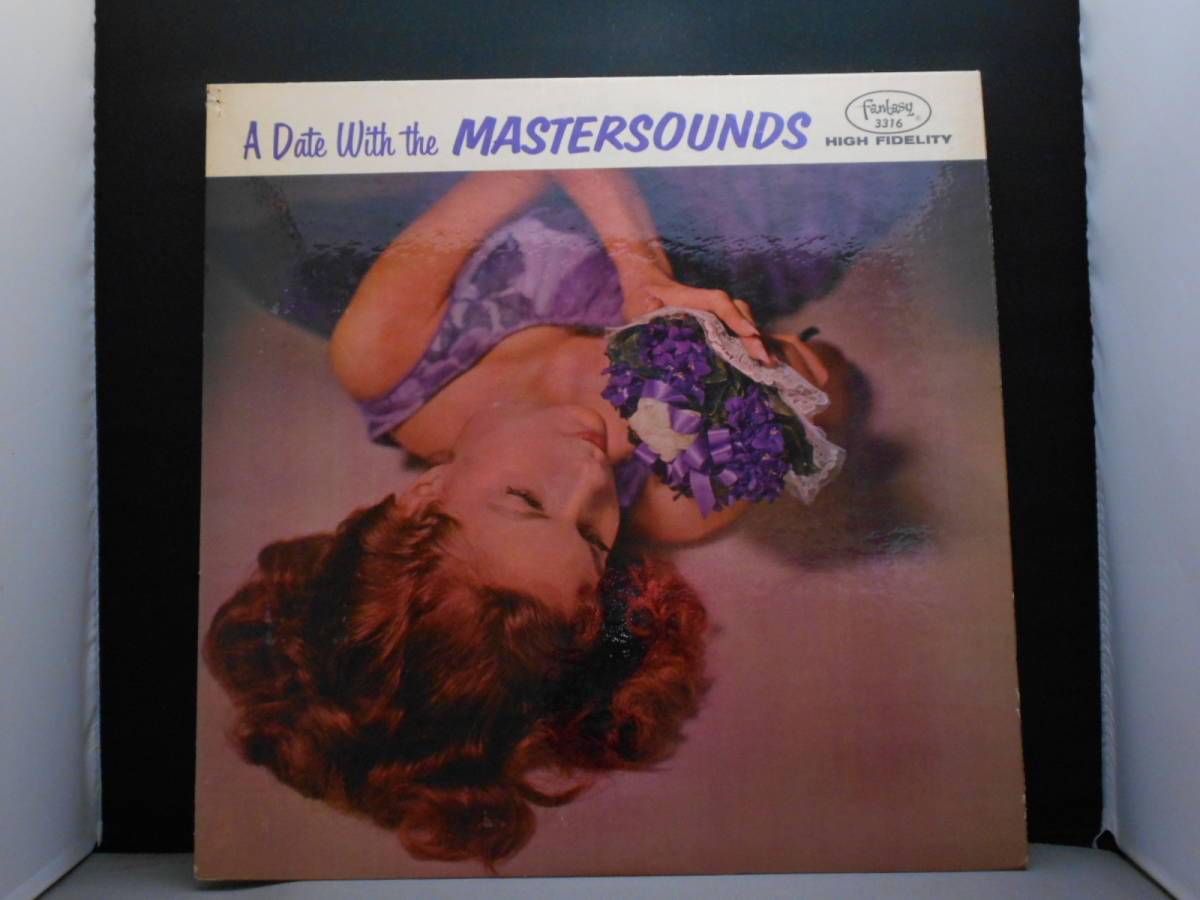 A Date With the MASTERSOUNDS
fantasy ®
3316
HIGH FIDELITY